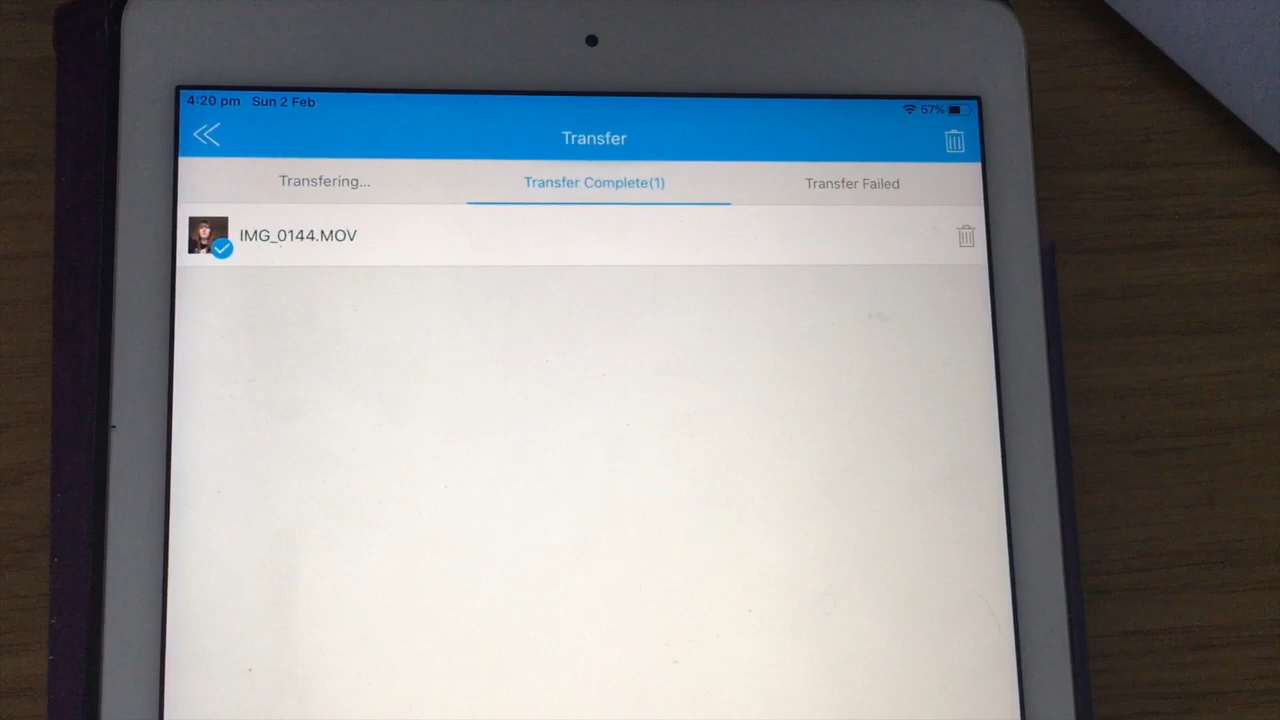 4:20 pm Sun 2 Feb 57%
Transfer
Transfering... Transfer Complete(1) Transfer Failed
IMG_0144.MOV